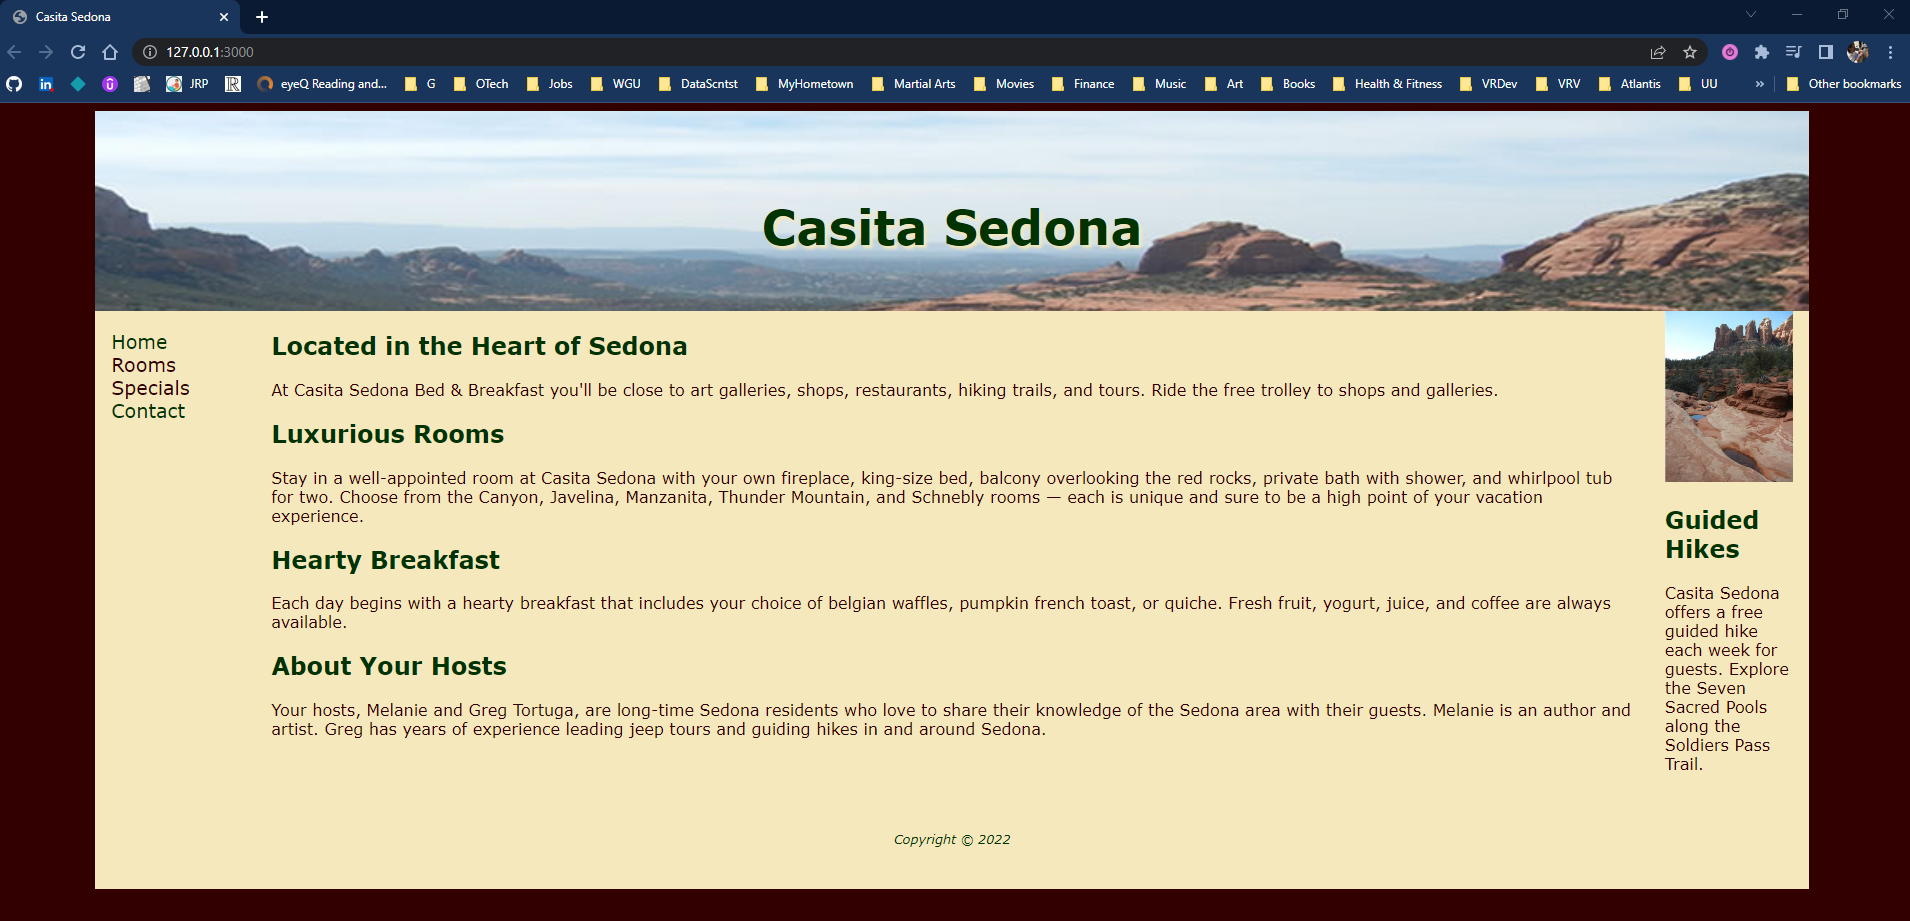 Casita Sedona
127.0.0.1:3000
JRP
R
eyeQ Reading and...
G
OTech
Jobs
WGU
DataScntst
MyHometown
Martial Arts
Movies
Finance
Music
Art
Books
Health & Fitness
VRDev
VRV
Atlantis
UU
»
Other bookmarks
Casita Sedona
Home
Rooms
Specials
Contact
Located in the Heart of Sedona
At Casita Sedona Bed & Breakfast you'll be close to art galleries, shops, restaurants, hiking trails, and tours. Ride the free trolley to shops and galleries.
Luxurious Rooms
Stay in a well-appointed room at Casita Sedona with your own fireplace, king-size bed, balcony overlooking the red rocks, private bath with shower, and whirlpool tub
for two. Choose from the Canyon, Javelina, Manzanita, Thunder Mountain, and Schnebly rooms — each is unique and sure to be a high point of your vacation
experience.
Hearty Breakfast
Each day begins with a hearty breakfast that includes your choice of belgian waffles, pumpkin french toast, or quiche. Fresh fruit, yogurt, juice, and coffee are always
available.
About Your Hosts
Your hosts, Melanie and Greg Tortuga, are long-time Sedona residents who love to share their knowledge of the Sedona area with their guests. Melanie is an author and
artist. Greg has years of experience leading jeep tours and guiding hikes in and around Sedona.
Guided
Hikes
Casita Sedona
offers a free
guided hike
each week for
guests. Explore
the Seven
Sacred Pools
along the
Soldiers Pass
Trail.
Copyright © 2022